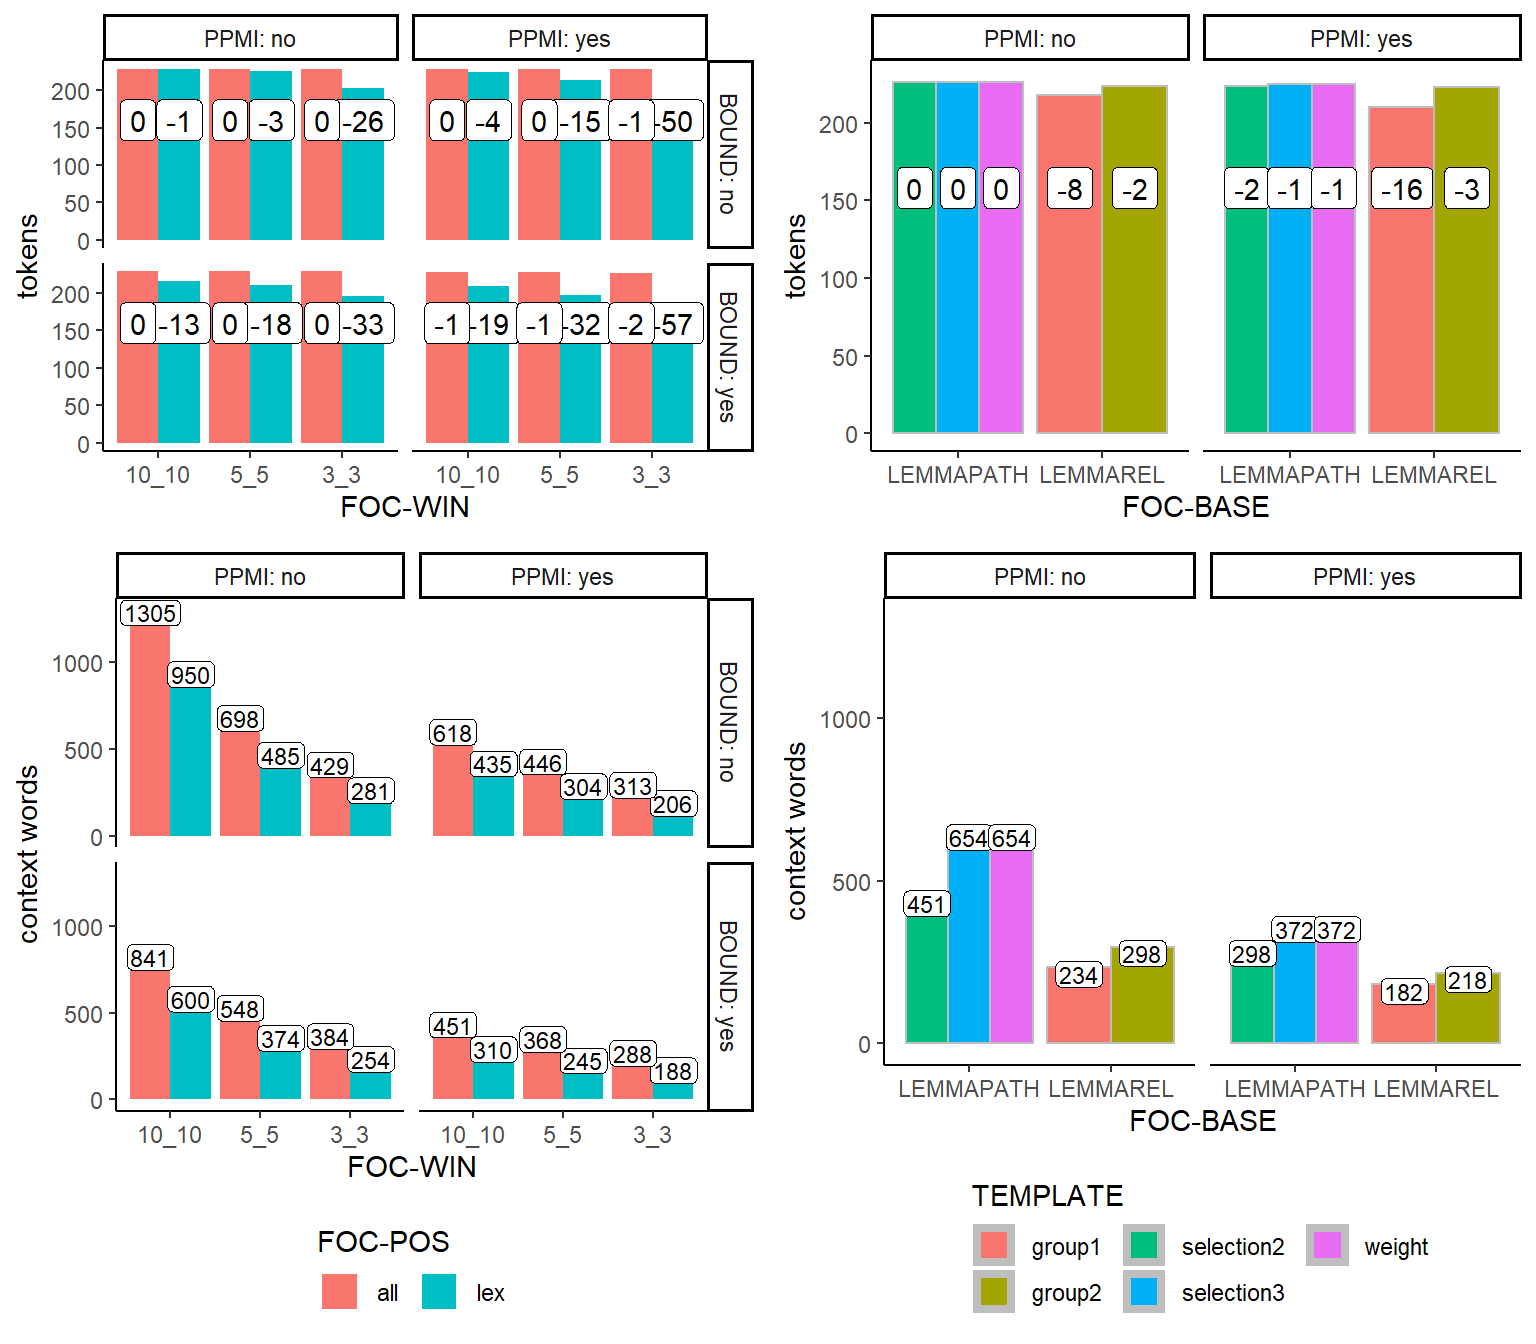 PPMI: no
PPMI: yes
tokens
200
150
100
50
0
0 -1 0 -3 0 -26
0 -4 0 -15 -1 -50
BOUND: no
200
150
100
50
0
0 -13 0 -18 0 -33
-1 -19 -1 -32 -2 -57
BOUND: yes
10_10 5_5 3_3
10_10 5_5 3_3
FOC-WIN
PPMI: no
PPMI: yes
tokens
200
150
100
50
0
0 0 0 -8 -2
-2 -1 -1 -16 -3
LEMMAPATH LEMMAREL
LEMMAPATH LEMMAREL
FOC-BASE
PPMI: no
PPMI: yes
context words
1000
500
0
1305 950 698 485 429 281
618 435 446 304 313 206
BOUND: no
1000
500
0
841 600 548 374 384 254
451 310 368 245 288 188
BOUND: yes
10_10 5_5 3_3
10_10 5_5 3_3
FOC-WIN
PPMI: no
PPMI: yes
context words
1000
500
0
451 654 654 234 298
298 372 372 182 218
LEMMAPATH LEMMAREL
LEMMAPATH LEMMAREL
FOC-BASE
FOC-POS
all lex
TEMPLATE
group1 selection2 weight
group2 selection3